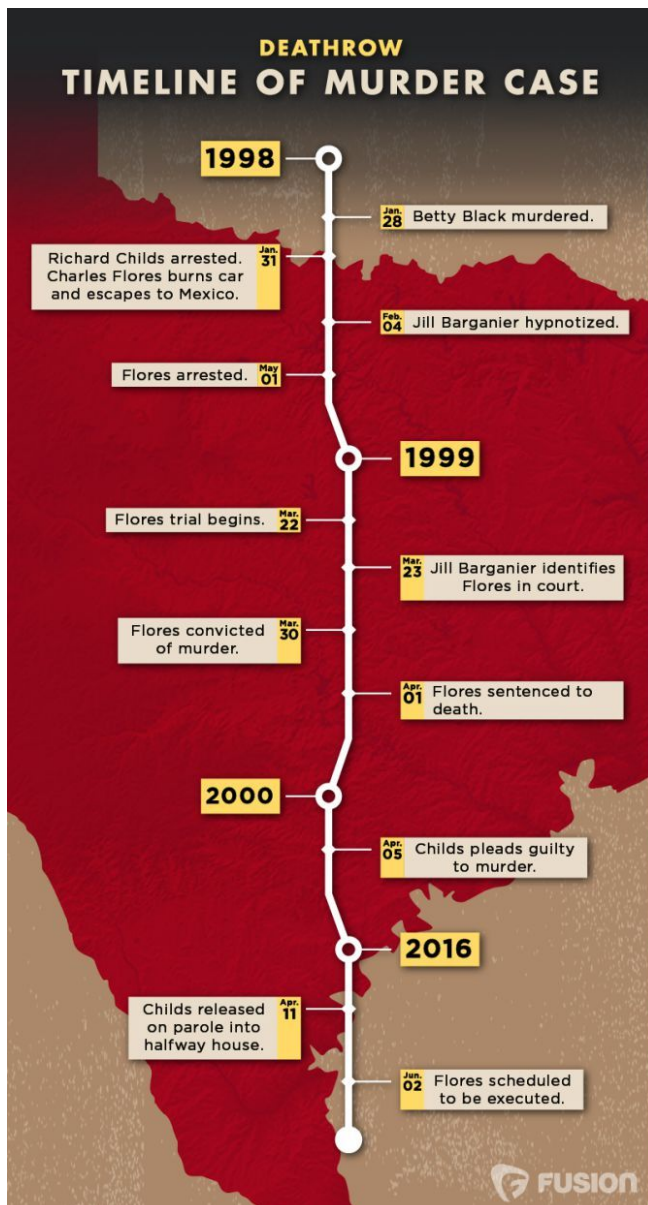 DEATHROW
TIMELINE OF MURDER CASE
1998
Jan.
28
Betty Black murdered.
Jan.
31
Richard Childs arrested.
Charles Flores burns car
and escapes to Mexico.
Feb.
04
Jill Barganier hypnotized.
May
01
Flores arrested.
1999
Mar.
22
Flores trial begins.
Mar.
23
Jill Barganier identifies
Flores in court.
Mar.
30
Flores convicted
of murder.
Apr.
01
Flores sentenced to
death.
2000
Apr.
05
Childs pleads guilty
to murder.
2016
Apr.
11
Childs released
on parole into
halfway house.
Jun.
02
Flores scheduled
to be executed.
FUSION